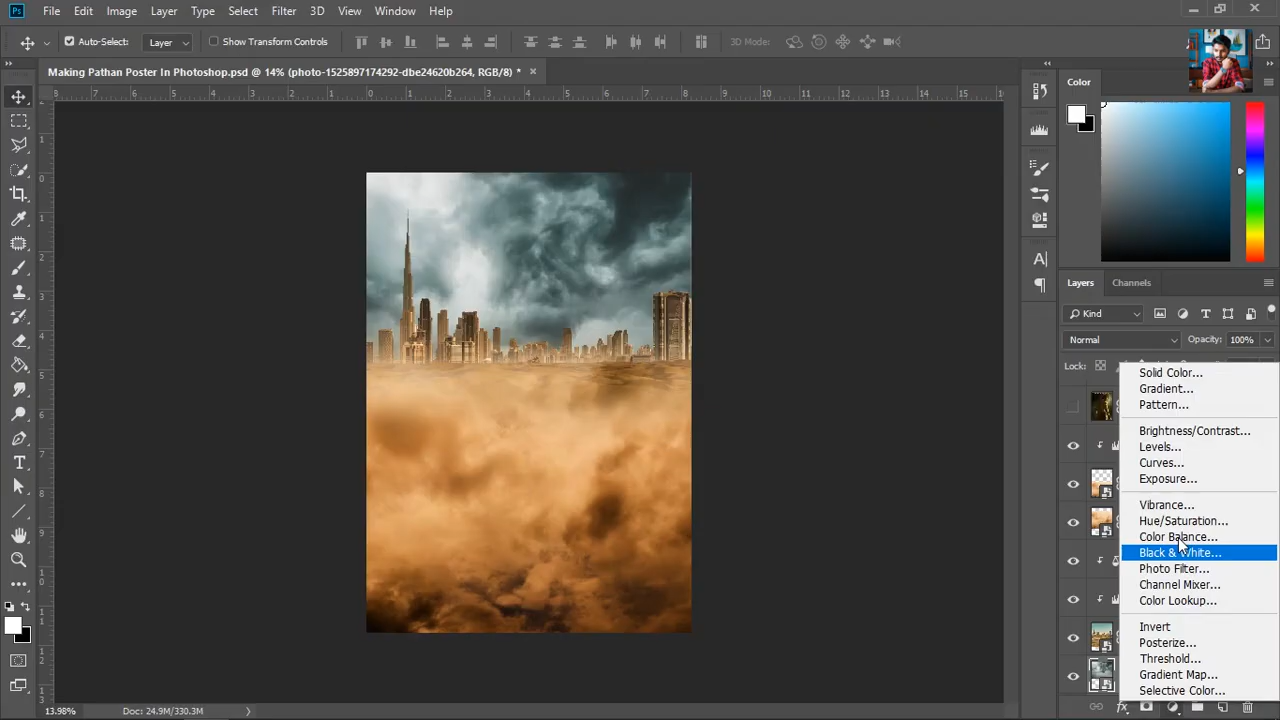 Ps File Edit Image Layer Type Select Filter 3D View Window Help
Auto-Select: Layer Show Transform Controls 3D Mode:
Making Pathan Poster In Photoshop.psd @ 14% (photo-1525897174292-dbe24620b264, RGB/8) *
Color
Layers Channels
Kind
Normal Opacity: 100%
Lock:
Solid Color...
Gradient...
Pattern...
Brightness/Contrast...
Levels...
Curves...
Exposure...
Vibrance...
Hue/Saturation...
Color Balance...
Black & White...
Photo Filter...
Channel Mixer...
Color Lookup...
Invert
Posterize...
Threshold...
Gradient Map...
Selective Color...
13.98% Doc: 24.9M/330.3M